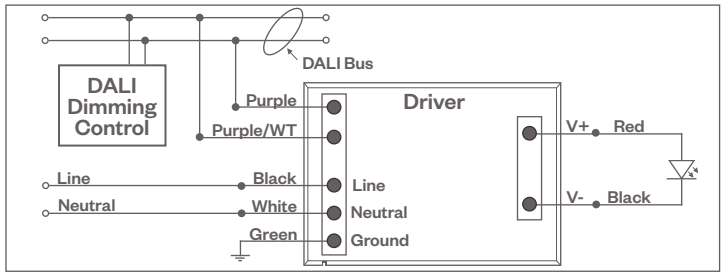 DALI Bus
DALI
Dimming
Control
Driver
Purple
Purple/WT
V+ Red
Line Black Line
V- Black
Neutral White Neutral
Green Ground